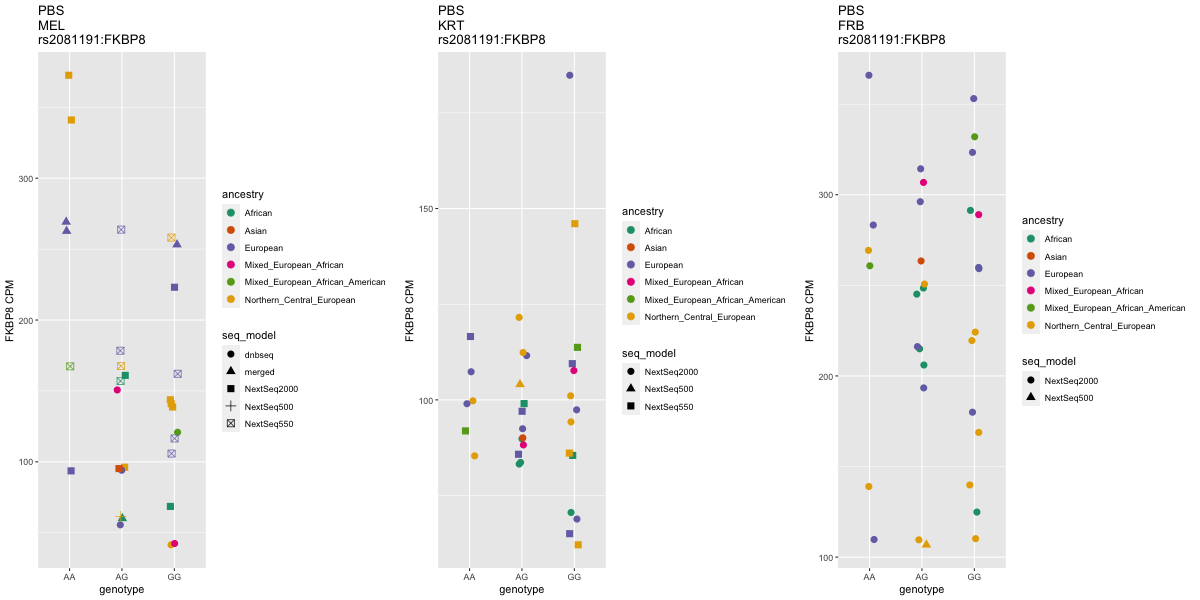 PBS
MEL
rs2081191:FKBP8
FKBP8 CPM
300
200
100
AA
AG
GG
genotype
ancestry
African
Asian
European
Mixed_European_African
Mixed_European_African_American
Northern_Central_European
seq_model
dnbseq
merged
NextSeq2000
NextSeq500
NextSeq550
PBS
KRT
rs2081191:FKBP8
FKBP8 CPM
150
100
AA
AG
GG
genotype
ancestry
African
Asian
European
Mixed_European_African
Mixed_European_African_American
Northern_Central_European
seq_model
NextSeq2000
NextSeq500
NextSeq550
PBS
FRB
rs2081191:FKBP8
FKBP8 CPM
300
200
100
AA
AG
GG
genotype
ancestry
African
Asian
European
Mixed_European_African
Mixed_European_African_American
Northern_Central_European
seq_model
NextSeq2000
NextSeq500